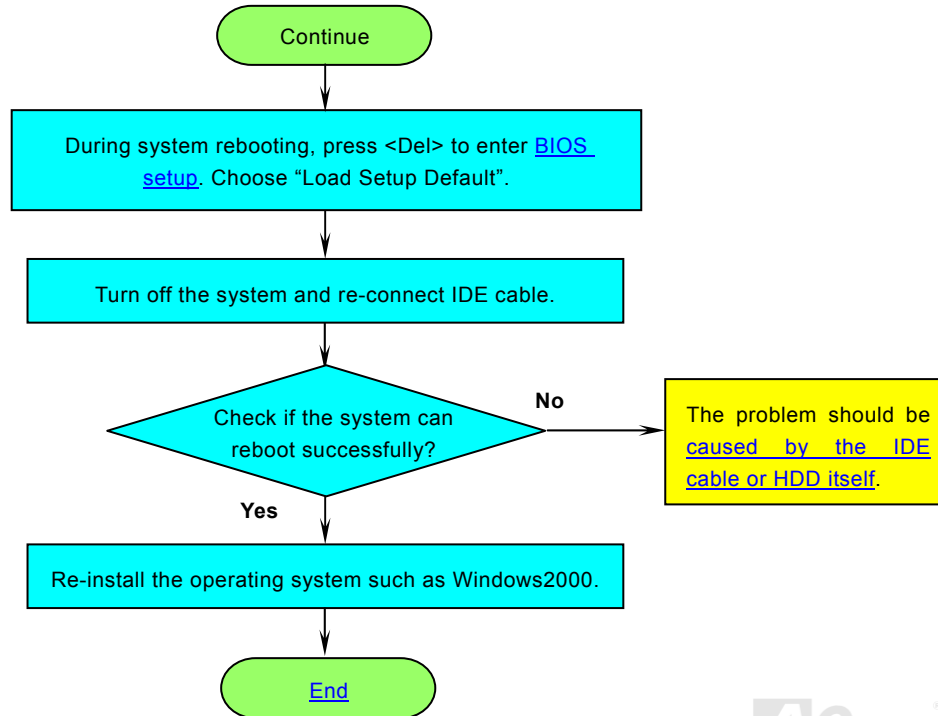 Continue
During system rebooting, press <Del> to enter BIOS
setup. Choose “Load Setup Default”.
Turn off the system and re-connect IDE cable.
Check if the system can
reboot successfully?
No
The problem should be
caused by the IDE
cable or HDD itself.
Yes
Re-install the operating system such as Windows2000.
End